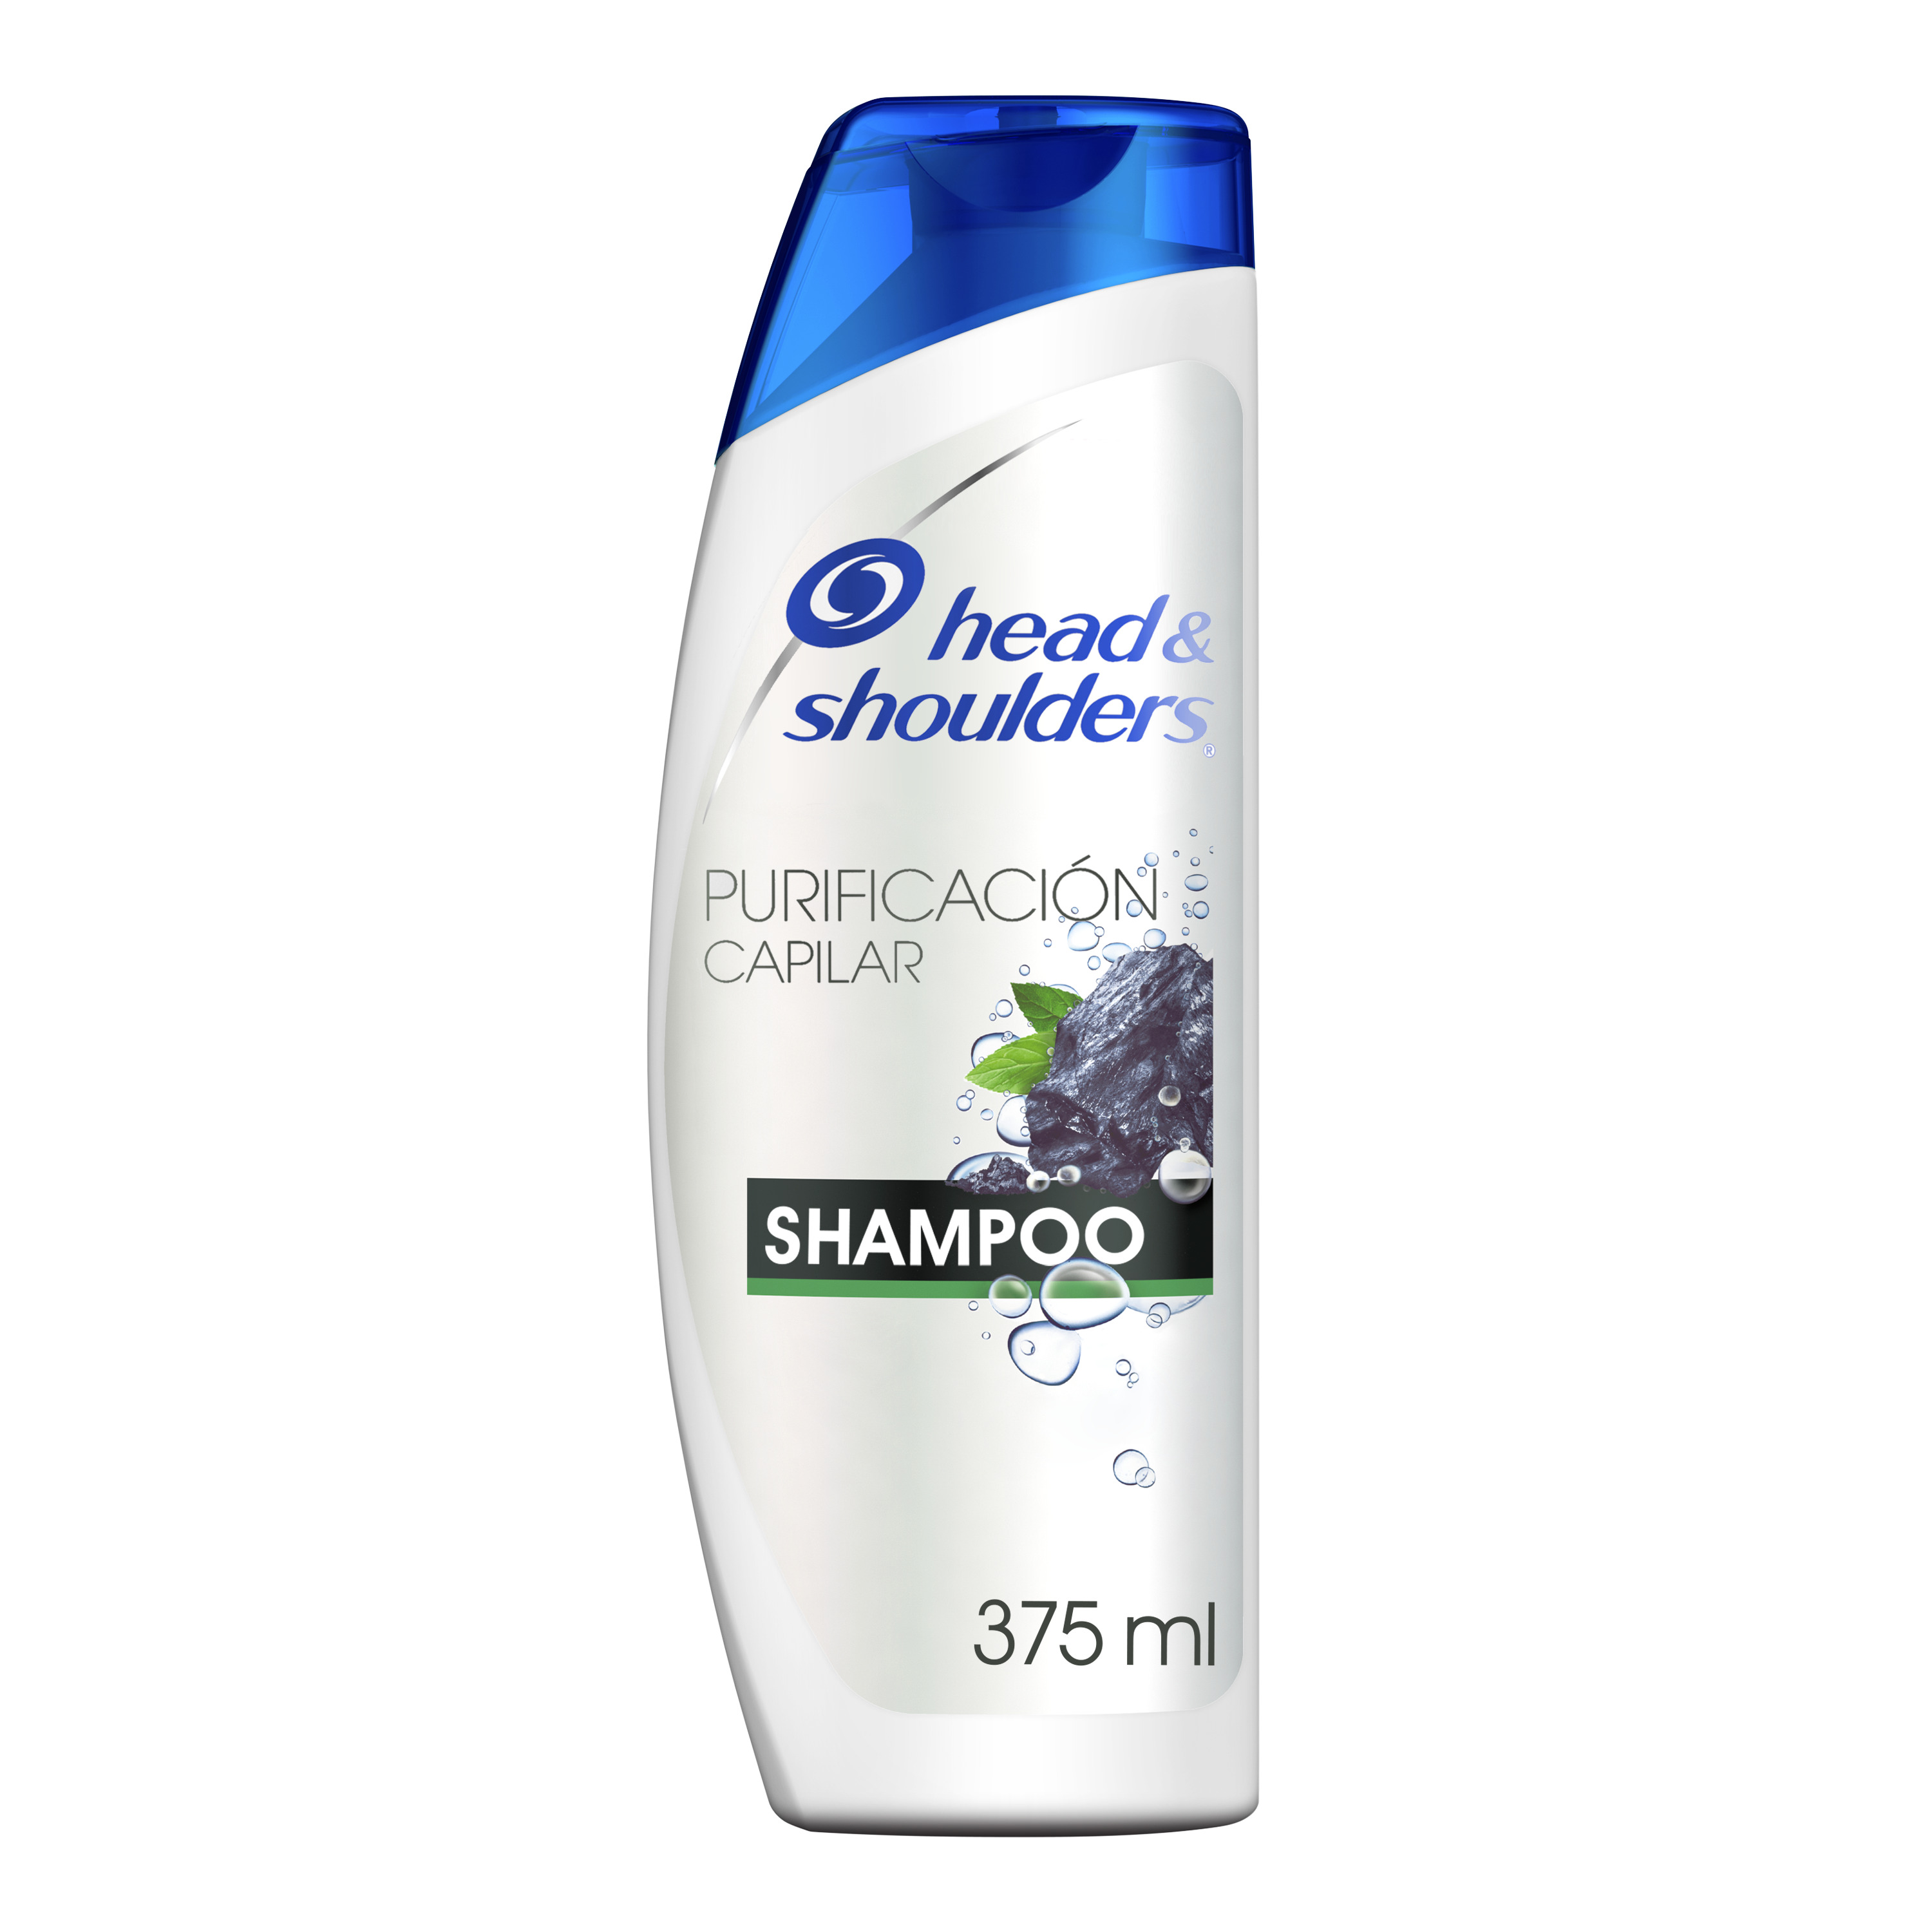 head &
shoulders®
PURIFICACIÓN
CAPILAR
SHAMPOO
375 ml